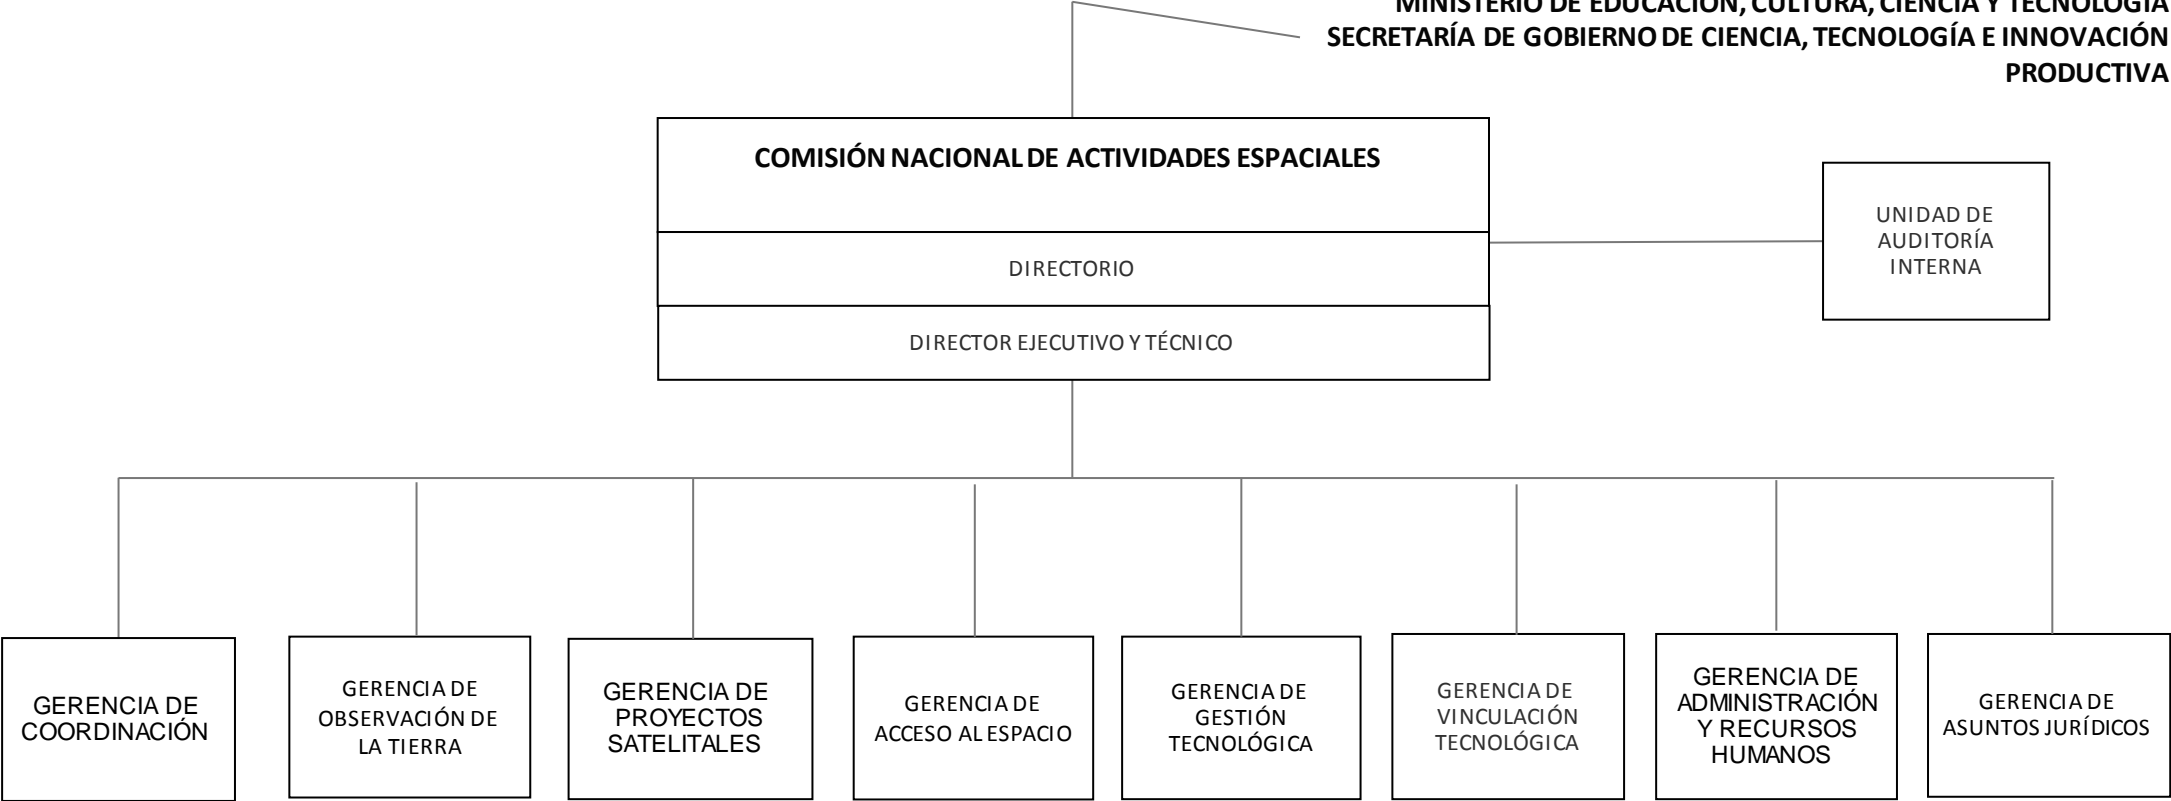 MINISTERIO DE EDUCACIÓN, CULTURA, CIENCIA Y TECNOLOGÍA
SECRETARÍA DE GOBIERNO DE CIENCIA, TECNOLOGÍA E INNOVACIÓN
PRODUCTIVA
COMISIÓN NACIONAL DE ACTIVIDADES ESPACIALES
DIRECTORIO
DIRECTOR EJECUTIVO Y TÉCNICO
UNIDAD DE
AUDITORÍA
INTERNA
GERENCIA DE
COORDINACIÓN
GERENCIA DE
OBSERVACIÓN DE
LA TIERRA
GERENCIA DE
PROYECTOS
SATELITALES
GERENCIA DE
ACCESO AL ESPACIO
GERENCIA DE
GESTIÓN
TECNOLÓGICA
GERENCIA DE
VINCULACIÓN
TECNOLÓGICA
GERENCIA DE
ADMINISTRACIÓN
Y RECURSOS
HUMANOS
GERENCIA DE
ASUNTOS JURÍDICOS